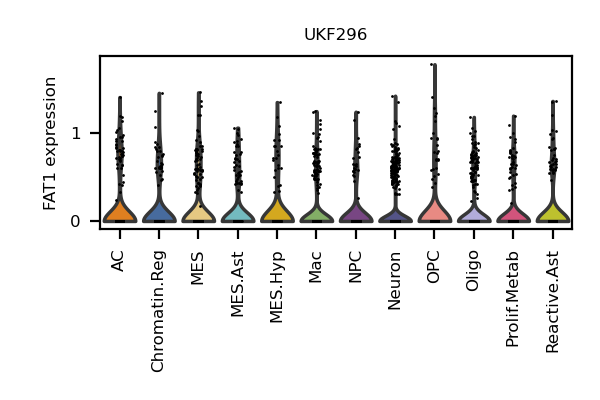 UKF296
FAT1 expression
1
0
AC
Chromatin.Reg
MES
MES.Ast
MES.Hyp
Mac
NPC
Neuron
OPC
Oligo
Prolif.Metab
Reactive.Ast